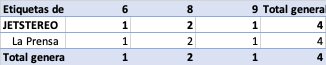 Etiquetas de 6 8 9 Total genera
JETSTEREO 1 2 1 4
La Prensa 1 2 1 4
Total genera 1 2 1 4